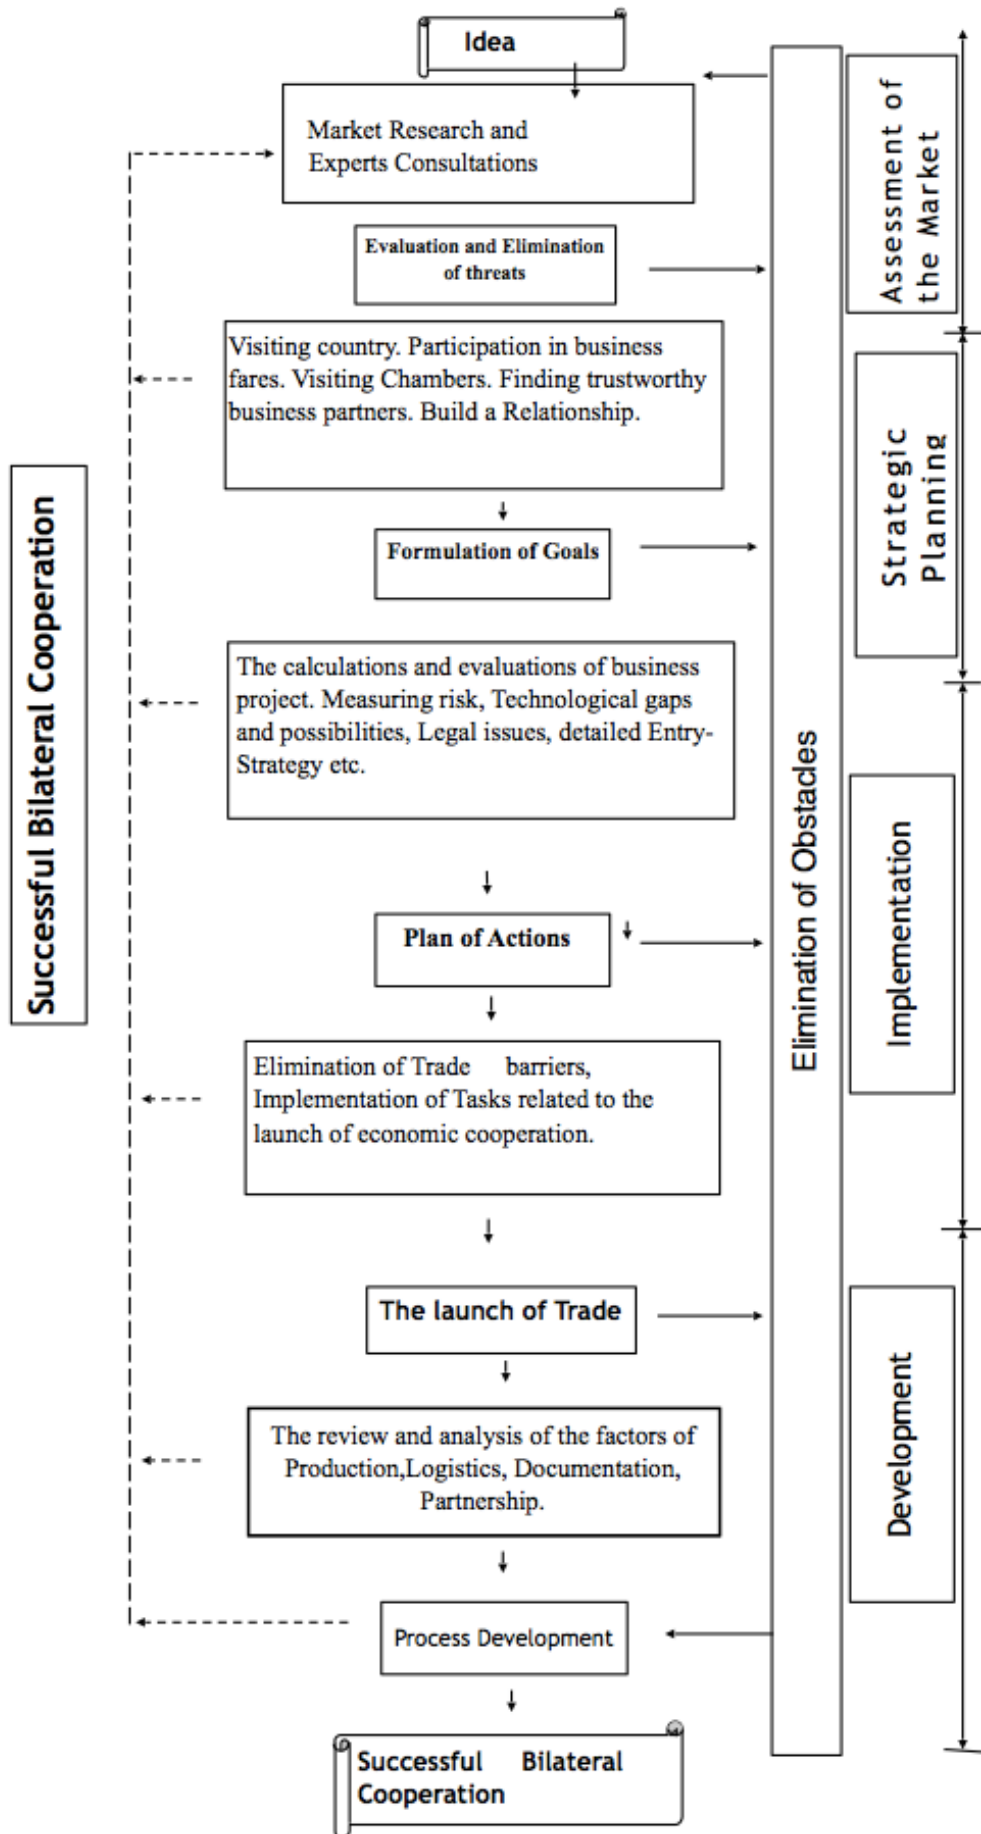 Idea
Market Research and
Experts Consultations
Evaluation and Elimination
of threats
Visiting country. Participation in business
fares. Visiting Chambers. Finding trustworthy
business partners. Build a Relationship.
Formulation of Goals
The calculations and evaluations of business
project. Measuring risk, Technological gaps
and possibilities, Legal issues, detailed Entry-
Strategy etc.
Plan of Actions
Elimination of Trade barriers,
Implementation of Tasks related to the
launch of economic cooperation.
The launch of Trade
The review and analysis of the factors of
Production,Logistics, Documentation,
Partnership.
Process Development
Successful Bilateral
Cooperation
Successful Bilateral Cooperation
Elimination of Obstacles
Assessment of
the Market
Strategic
Planning
Implementation
Development